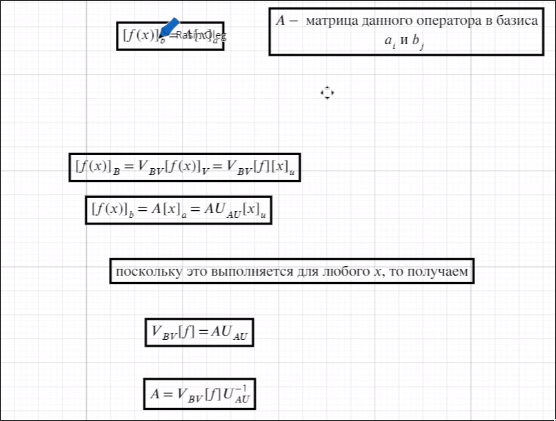 [f(x)]_b = A[x]_a
A − матрица данного оператора в базиса
a_i и b_j
[f(x)]_B = V_{BV}[f(x)]_V = V_{BV}[f][x]_u
[f(x)]_b = A[x]_a = AU_{AU}[x]_u
поскольку это выполняется для любого x, то получаем
V_{BV}[f] = AU_{AU}
A = V_{BV}[f]U_{AU}^{−1}